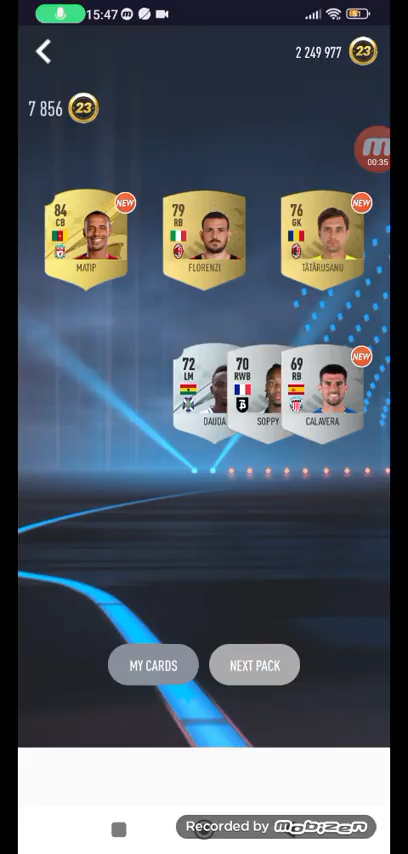 15:47
51
2 249 977 23
7 856 23
00:35
84 CB NEW
MATIP
79 RB
FLORENZI
76 GK NEW
TĂTĂRUSANU
72 LM
DAUDA
70 RWB
SOPPY
69 RB NEW
CALAVERA
MY CARDS
NEXT PACK
Recorded by mobizen